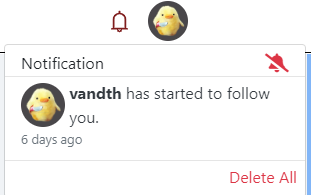 Notification
vandth has started to follow
you.
6 days ago
Delete All